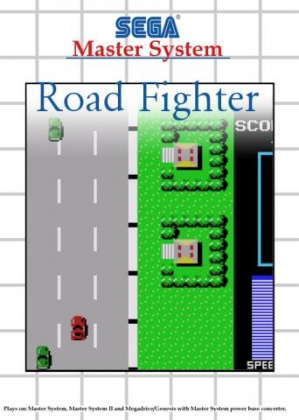 SEGA®
Master System
Road Fighter
SCO
SPEE
Plays on: Master System, Master System II and Megadrive/Genesis with Master System power base converter.